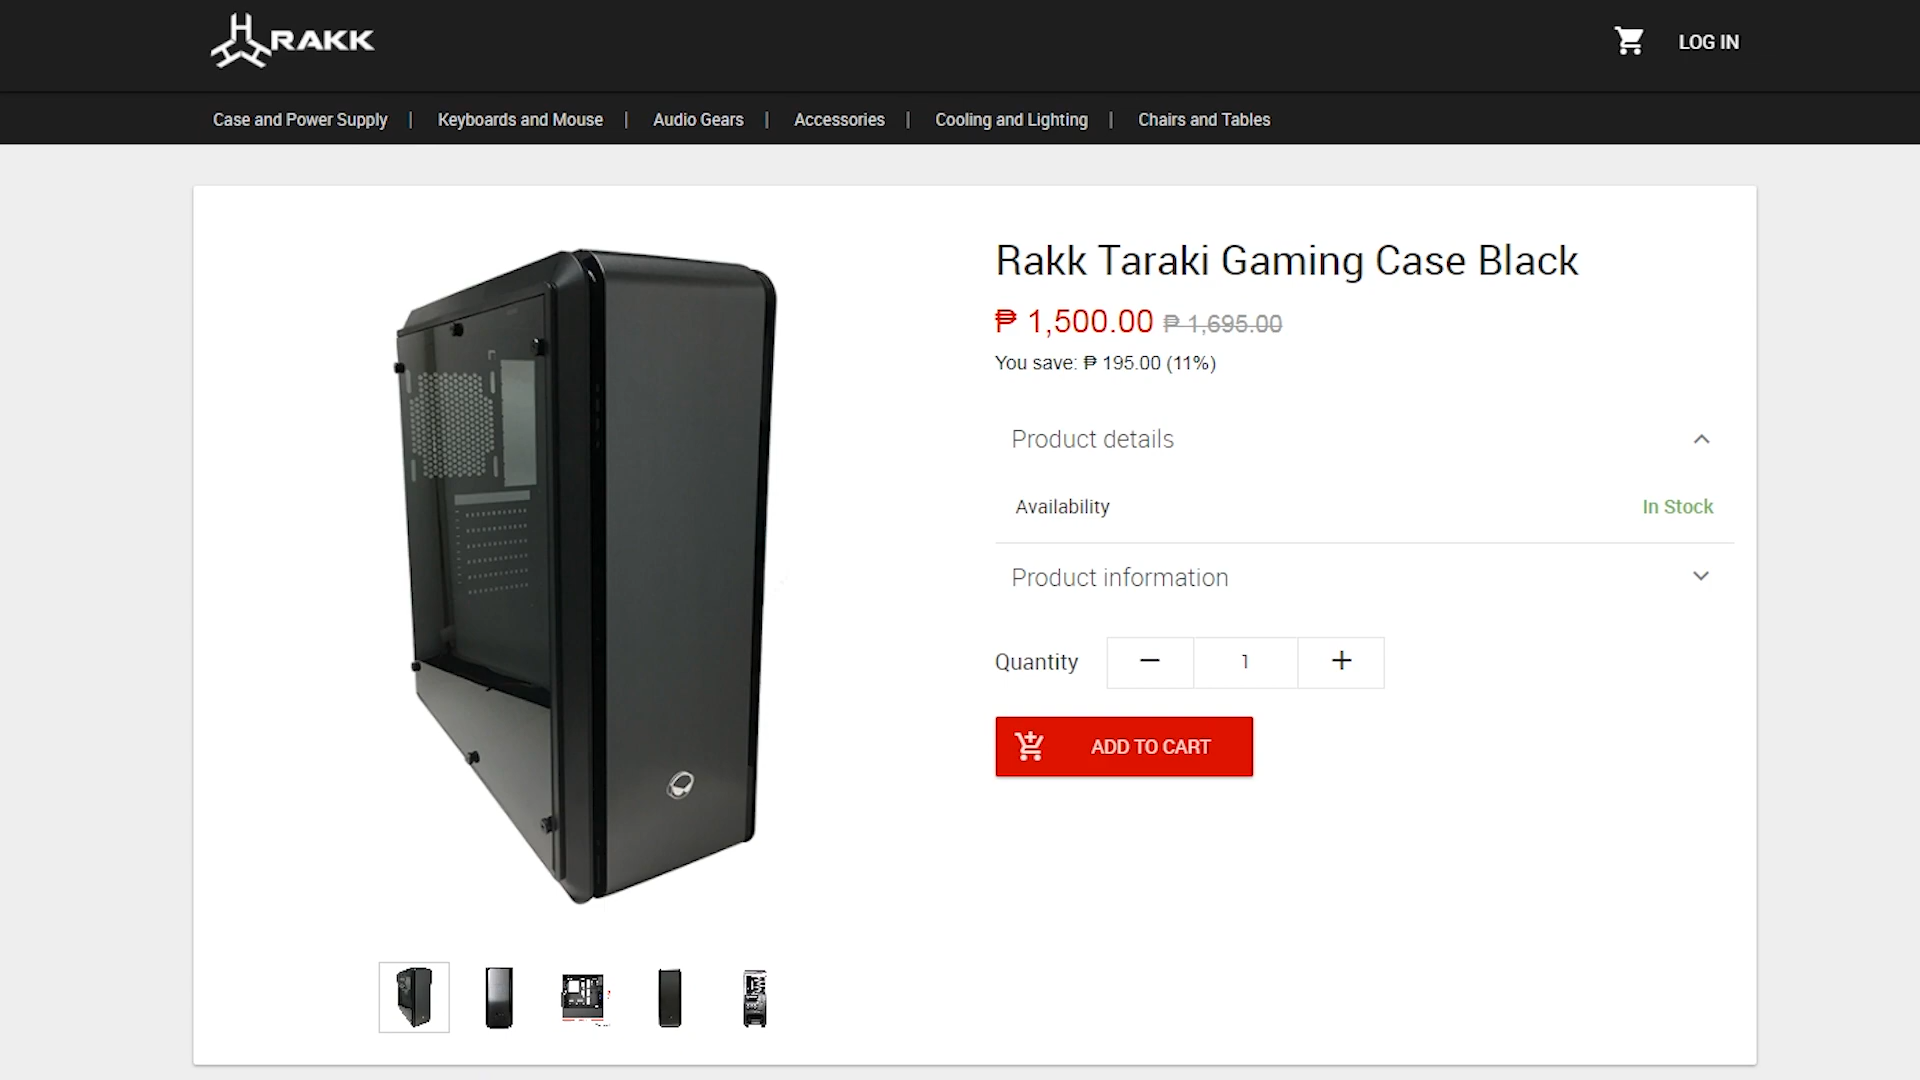 RAKK
LOG IN
Case and Power Supply | Keyboards and Mouse | Audio Gears | Accessories | Cooling and Lighting | Chairs and Tables
Rakk Taraki Gaming Case Black
₱ 1,500.00 ₱ 1,695.00
You save: ₱ 195.00 (11%)
Product details
Availability In Stock
Product information
Quantity − 1 +
ADD TO CART